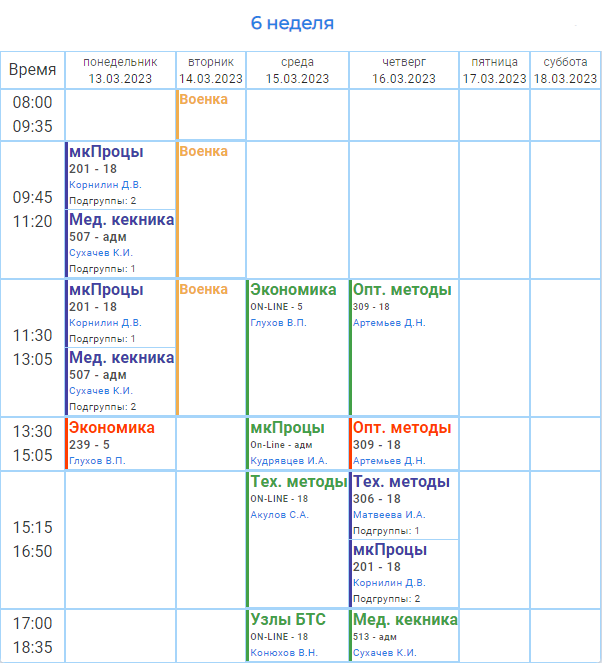 6 неделя
Время
понедельник
13.03.2023
вторник
14.03.2023
среда
15.03.2023
четверг
16.03.2023
пятница
17.03.2023
суббота
18.03.2023
08:00
09:35
Военка
09:45
11:20
мкПроцы
201 - 18
Корнилин Д.В.
Подгруппы: 2
Мед. кекника
507 - адм
Сухачев К.И.
Подгруппы: 1
Военка
11:30
13:05
мкПроцы
201 - 18
Корнилин Д.В.
Подгруппы: 1
Мед. кекника
507 - адм
Сухачев К.И.
Подгруппы: 2
Военка
Экономика
ON-LINE - 5
Глухов В.П.
Опт. методы
309 - 18
Артемьев Д.Н.
13:30
15:05
Экономика
239 - 5
Глухов В.П.
мкПроцы
On-Line - адм
Кудрявцев И.А.
Опт. методы
309 - 18
Артемьев Д.Н.
15:15
16:50
Тех. методы
ON-LINE - 18
Акулов С.А.
Тех. методы
306 - 18
Матвеева И.А.
Подгруппы: 1
мкПроцы
201 - 18
Корнилин Д.В.
Подгруппы: 2
17:00
18:35
Узлы БТС
ON-LINE - 18
Конюхов В.Н.
Мед. кекника
513 - адм
Сухачев К.И.